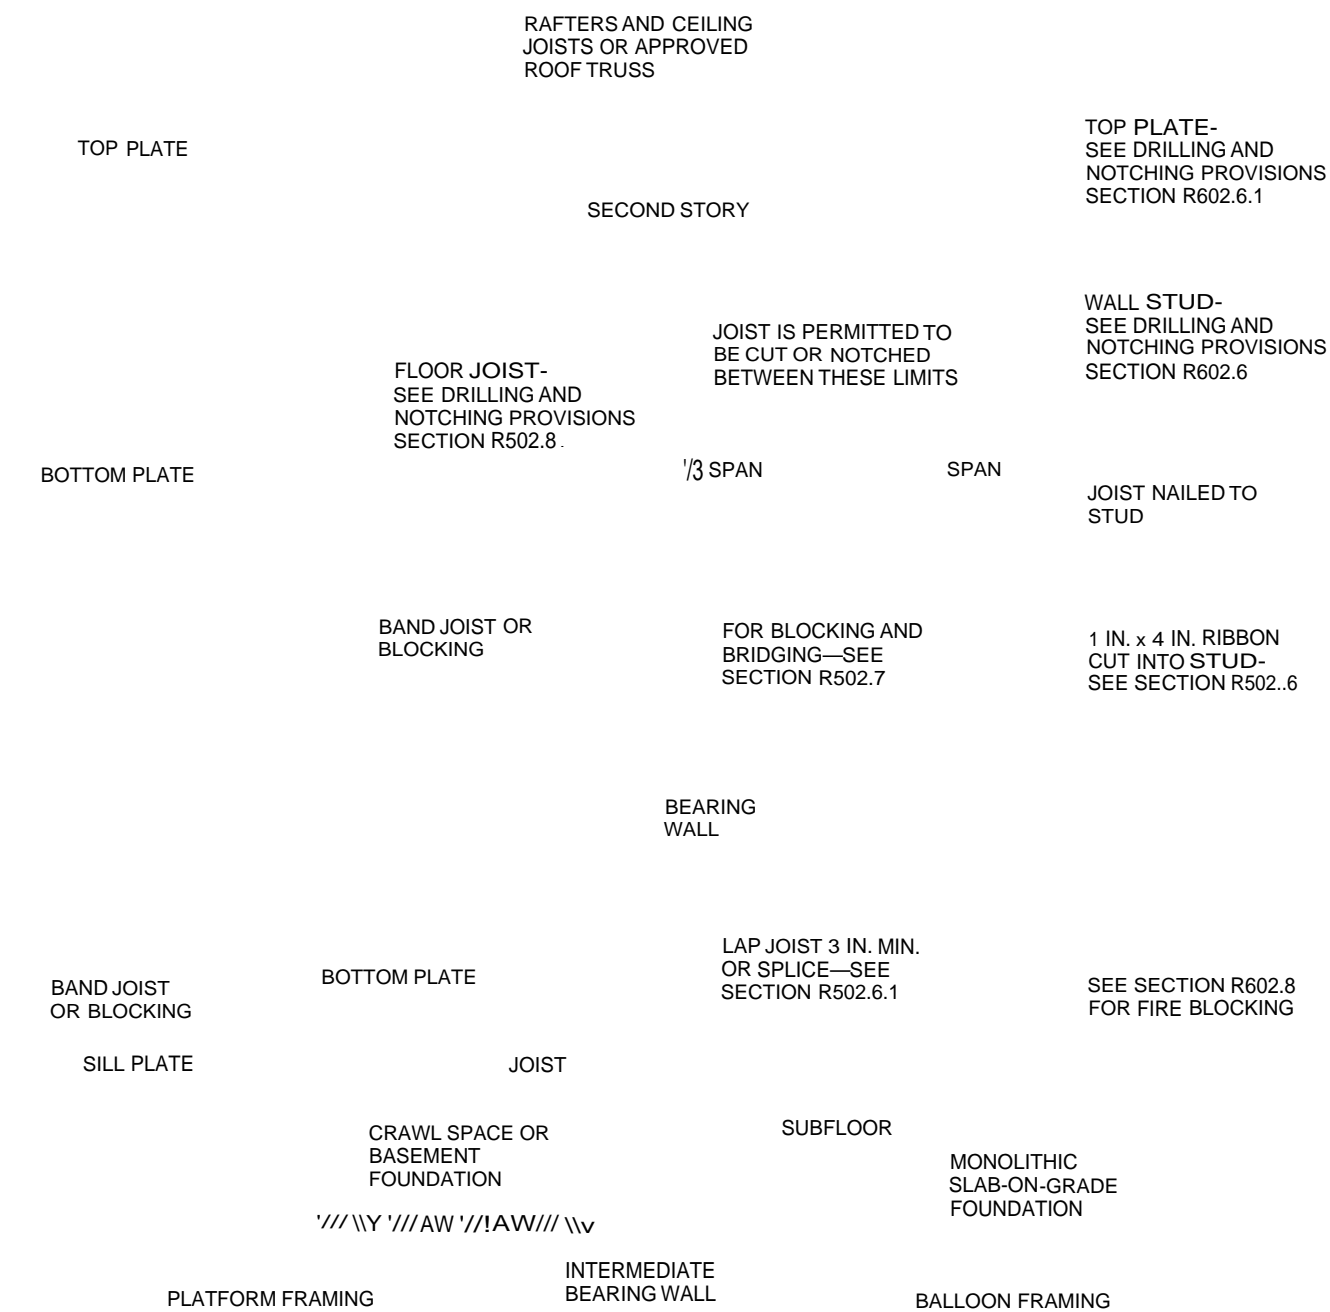 RAFTERS AND CEILING
JOISTS OR APPROVED
ROOF TRUSS
TOP PLATE
TOP PLATE-
SEE DRILLING AND
NOTCHING PROVISIONS
SECTION R602.6.1
SECOND STORY
WALL STUD-
SEE DRILLING AND
NOTCHING PROVISIONS
SECTION R602.6
JOIST IS PERMITTED TO
BE CUT OR NOTCHED
BETWEEN THESE LIMITS
FLOOR JOIST-
SEE DRILLING AND
NOTCHING PROVISIONS
SECTION R502.8 .
BOTTOM PLATE
'/3 SPAN
SPAN
JOIST NAILED TO
STUD
BAND JOIST OR
BLOCKING
FOR BLOCKING AND
BRIDGING—SEE
SECTION R502.7
1 IN. x 4 IN. RIBBON
CUT INTO STUD-
SEE SECTION R502..6
BEARING
WALL
LAP JOIST 3 IN. MIN.
OR SPLICE—SEE
SECTION R502.6.1
BOTTOM PLATE
BAND JOIST
OR BLOCKING
SEE SECTION R602.8
FOR FIRE BLOCKING
SILL PLATE
JOIST
CRAWL SPACE OR
BASEMENT
FOUNDATION
SUBFLOOR
MONOLITHIC
SLAB-ON-GRADE
FOUNDATION
'/// \\Y '/// AW '//!AW/// \\v
INTERMEDIATE
BEARING WALL
PLATFORM FRAMING
BALLOON FRAMING